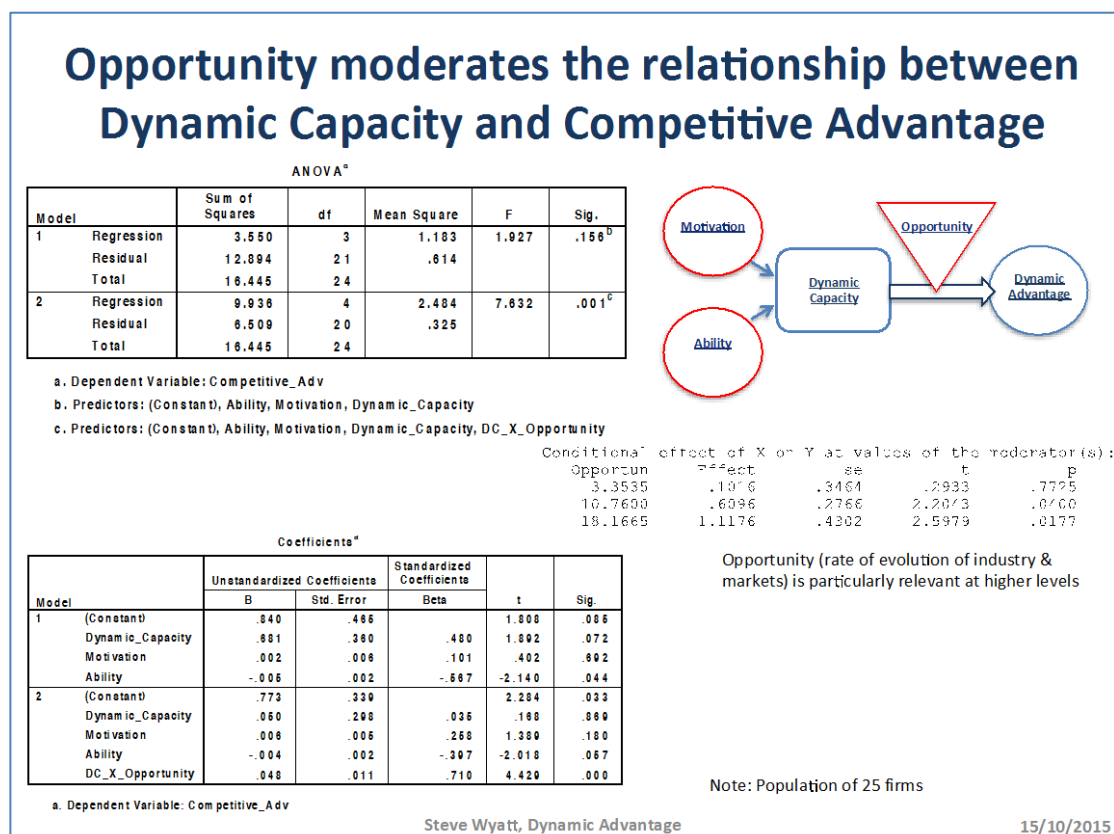 Opportunity moderates the relationship between
Dynamic Capacity and Competitive Advantage
ANOVAª
Model Sum of Squares df Mean Square F Sig.
1 Regression 3.550 3 1.183 1.927 .156ᵇ
Residual 12.894 21 .614
Total 16.445 24
2 Regression 9.936 4 2.484 7.632 .001ᶜ
Residual 6.509 20 .325
Total 16.445 24
a. Dependent Variable: Competitive_Adv
b. Predictors: (Constant), Ability, Motivation, Dynamic_Capacity
c. Predictors: (Constant), Ability, Motivation, Dynamic_Capacity, DC_X_Opportunity
Motivation
Opportunity
Dynamic
Capacity
Dynamic
Advantage
Ability
Conditional effect of X on Y at values of the moderator(s):
Opportun Effect se t p
3.3535 .1016 .3464 .2933 .7725
10.7600 .6096 .2766 .0400
18.1665 1.1176 .4302 2.5979 .0177
Opportunity (rate of evolution of industry &
markets) is particularly relevant at higher levels
Coefficientsª
Model Unstandardized Coefficients Standardized Coefficients t Sig.
B Std. Error Beta
1 (Constant) .840 .465 1.808 .085
Dynamic_Capacity .681 .360 .480 1.892 .072
Motivation .002 .006 .101 .402 .692
Ability -.005 .002 -.567 -2.140 .044
2 (Constant) .773 .339 2.284 .033
Dynamic_Capacity .050 .298 .035 .168 .869
Motivation .006 .005 .258 1.389 .180
Ability -.004 .002 -.397 -2.018 .057
DC_X_Opportunity .048 .011 .710 4.429 .000
a. Dependent Variable: Competitive_Adv
Note: Population of 25 firms
Steve Wyatt, Dynamic Advantage
15/10/2015